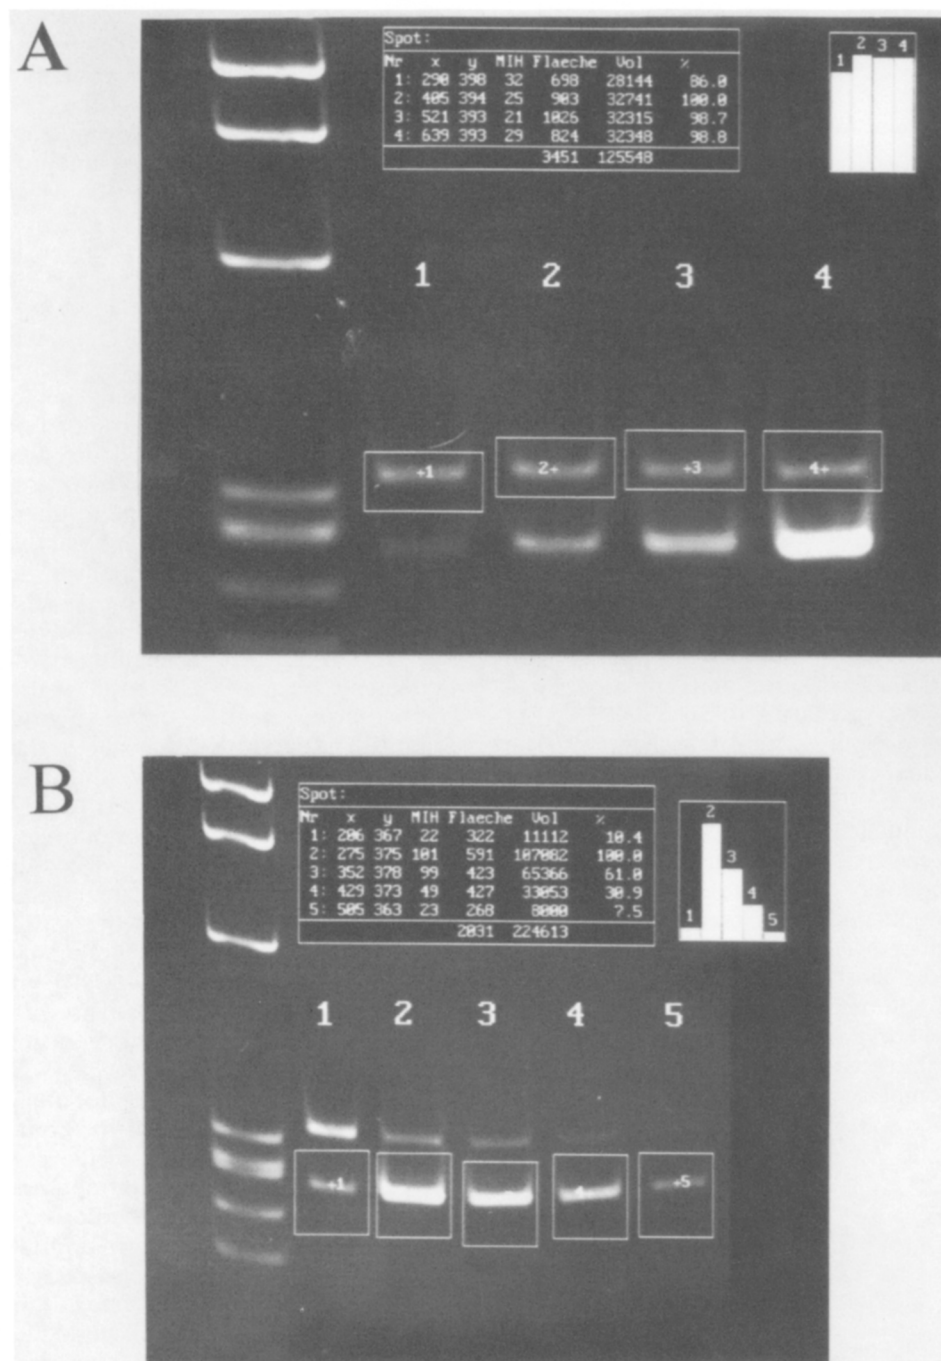 A
Spot:
Nr x y MIH Flaeche Vol %
1: 290 398 32 698 28144 86.0
2: 405 394 25 903 32741 100.0
3: 521 393 21 1026 32315 98.7
4: 639 393 29 824 32348 98.8
3451 125548
1 2 3 4
1 2 3 4
+1 2+ +3 4+
B
Spot:
Nr x y MIH Flaeche Vol %
1: 206 367 22 322 11112 10.4
2: 275 375 101 591 107082 100.0
3: 352 378 99 423 65366 61.0
4: 429 373 49 427 33053 30.9
5: 505 363 23 268 8000 7.5
2031 224613
1 2 3 4 5
1 2 3 4 5
+1 4 +5